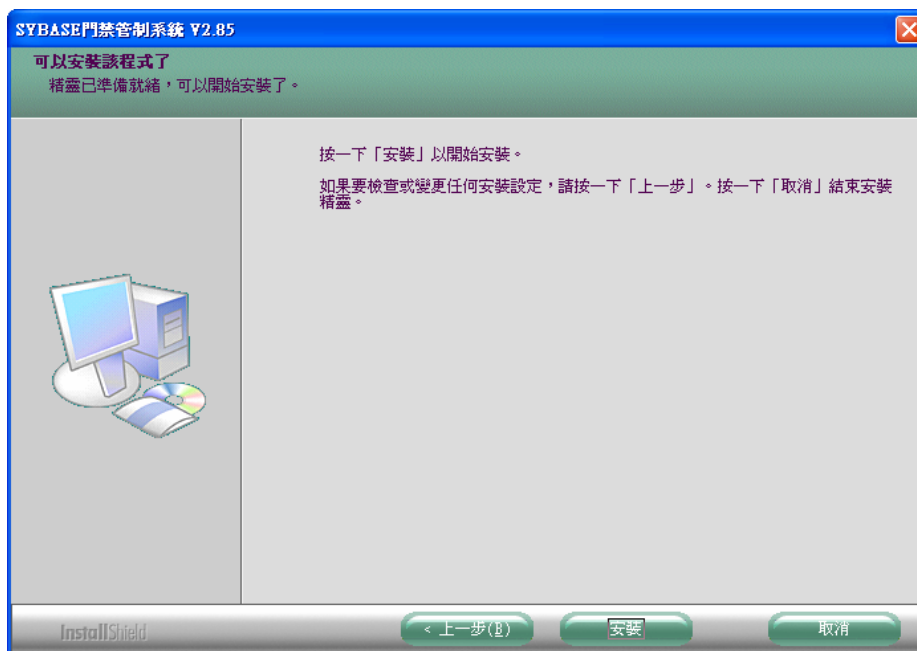 SYBASE門禁管制系統 V2.85
可以安裝該程式了
精靈已準備就緒，可以開始安裝了。
按一下「安裝」以開始安裝。
如果要檢查或變更任何安裝設定，請按一下「上一步」。按一下「取消」結束安裝
精靈。
InstallShield
< 上一步(B)
安裝
取消